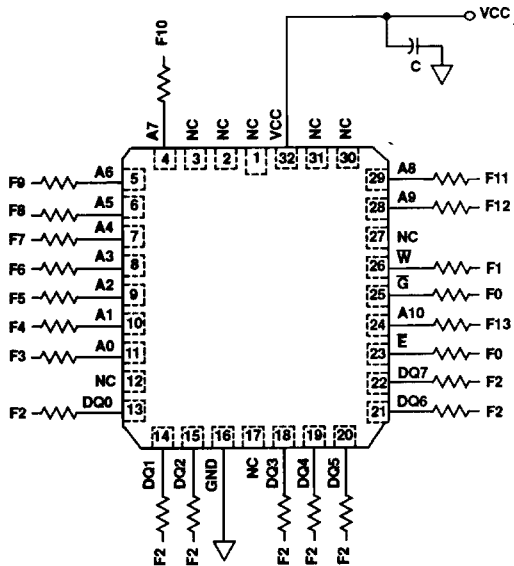 VCC
F10
C
A7 NC NC NC VCC NC NC
4 3 2 1 32 31 30
F9 A6 5 29 A8 F11
F8 A5 6 28 A9 F12
F7 A4 7 27 NC
F6 A3 8 26 W̅ F1
F5 A2 9 25 G̅ F0
F4 A1 10 24 A10 F13
F3 A0 11 23 E̅ F0
NC 12 22 DQ7 F2
F2 DQ0 13 21 DQ6 F2
14 15 16 17 18 19 20
DQ1 DQ2 GND NC DQ3 DQ4 DQ5
F2 F2 F2 F2 F2